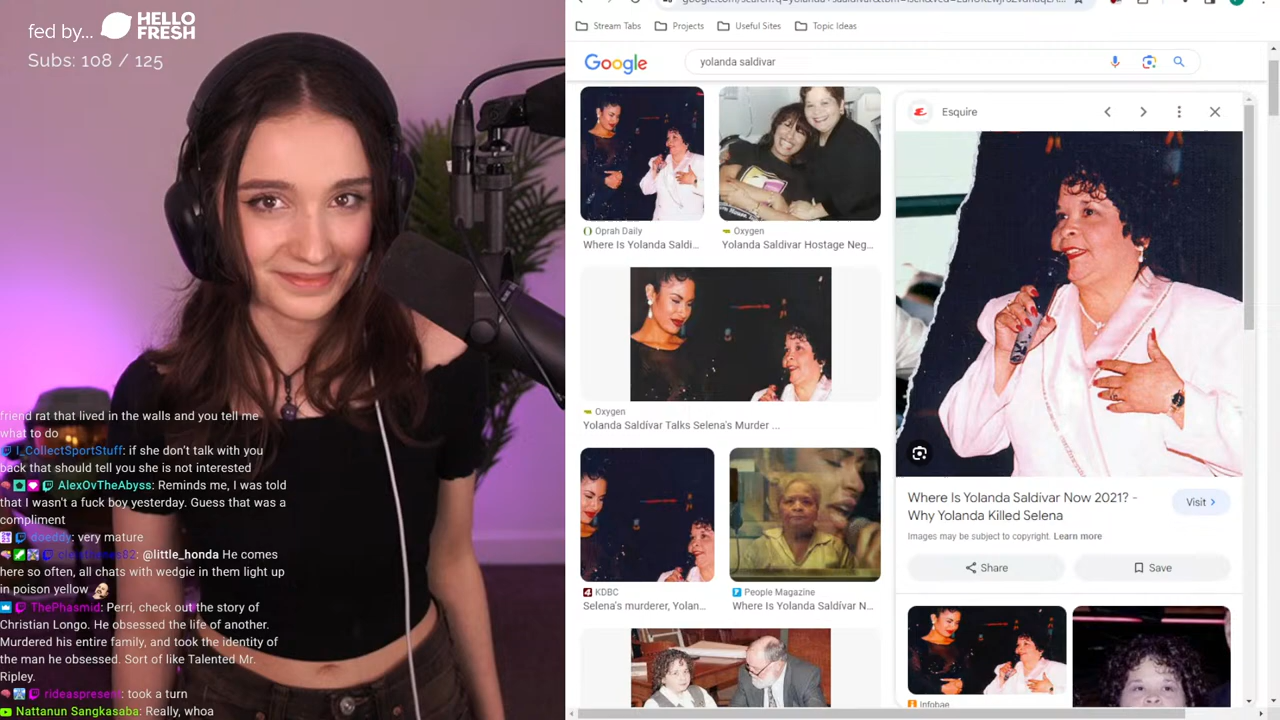 fed by... HELLO
FRESH
Subs: 108 / 125
friend rat that lived in the walls and you tell me
what to do
I_CollectSportStuff: if she don't talk with you
back that should tell you she is not interested
AlexOvTheAbyss: Reminds me, I was told
that I wasn't a fuck boy yesterday. Guess that was a
compliment
doeddy: very mature
@little_honda He comes
here so often, all chats with wedgie in them light up
in poison yellow
ThePhasmid: Perri, check out the story of
Christian Longo. He obsessed the life of another.
Murdered his entire family, and took the identity of
the man he obsessed. Sort of like Talented Mr.
Ripley.
rideaspresent: took a turn
Nattanun Sangkasaba: Really, whoa
Stream Tabs
Projects
Useful Sites
Topic Ideas
Google
yolanda saldivar
Oprah Daily
Where Is Yolanda Saldi...
Oxygen
Yolanda Saldivar Hostage Neg...
Oxygen
Yolanda Saldívar Talks Selena's Murder ...
KDBC
Selena's murderer, Yolan...
People Magazine
Where Is Yolanda Saldívar N...
Esquire
Where Is Yolanda Saldivar Now 2021? -
Why Yolanda Killed Selena
Visit
Images may be subject to copyright. Learn more
Share
Save
Infobae